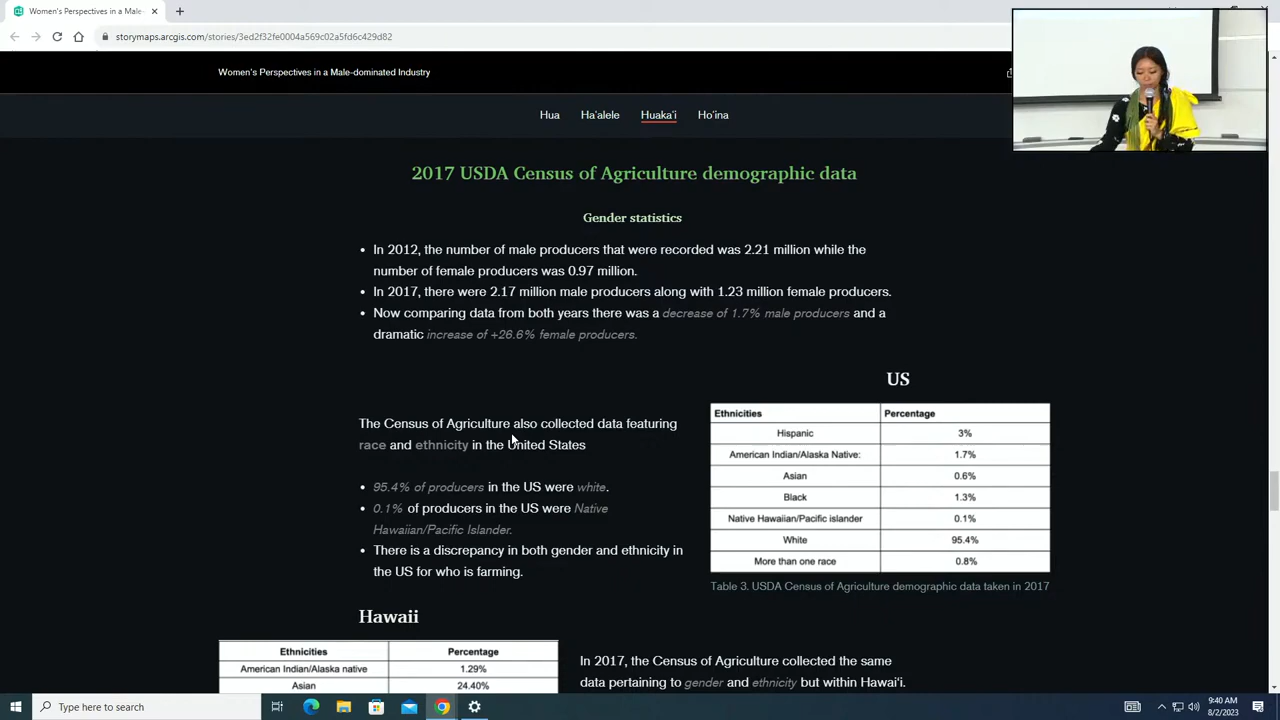 Women's Perspectives in a Male-
storymaps.arcgis.com/stories/3ed2f32fe0004a569c02a5fd6c429d82
Women's Perspectives in a Male-dominated Industry
Hua Haʻalele Huakaʻi Hoʻina
2017 USDA Census of Agriculture demographic data
Gender statistics
• In 2012, the number of male producers that were recorded was 2.21 million while the
number of female producers was 0.97 million.
• In 2017, there were 2.17 million male producers along with 1.23 million female producers.
• Now comparing data from both years there was a decrease of 1.7% male producers and a
dramatic increase of +26.6% female producers.
The Census of Agriculture also collected data featuring
race and ethnicity in the United States
• 95.4% of producers in the US were white.
• 0.1% of producers in the US were Native
Hawaiian/Pacific Islander.
• There is a discrepancy in both gender and ethnicity in
the US for who is farming.
US
Ethnicities Percentage
Hispanic 3%
American Indian/Alaska Native: 1.7%
Asian 0.6%
Black 1.3%
Native Hawaiian/Pacific islander 0.1%
White 95.4%
More than one race 0.8%
Table 3. USDA Census of Agriculture demographic data taken in 2017
Hawaii
Ethnicities Percentage
American Indian/Alaska native 1.29%
Asian 24.40%
In 2017, the Census of Agriculture collected the same
data pertaining to gender and ethnicity but within Hawaiʻi.
Type here to search
9:40 AM
8/2/2023